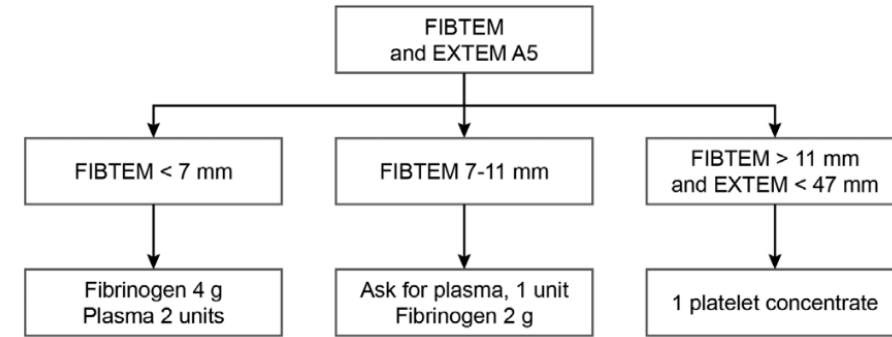 FIBTEM
and EXTEM A5
FIBTEM < 7 mm
FIBTEM 7-11 mm
FIBTEM > 11 mm
and EXTEM < 47 mm
Fibrinogen 4 g
Plasma 2 units
Ask for plasma, 1 unit
Fibrinogen 2 g
1 platelet concentrate